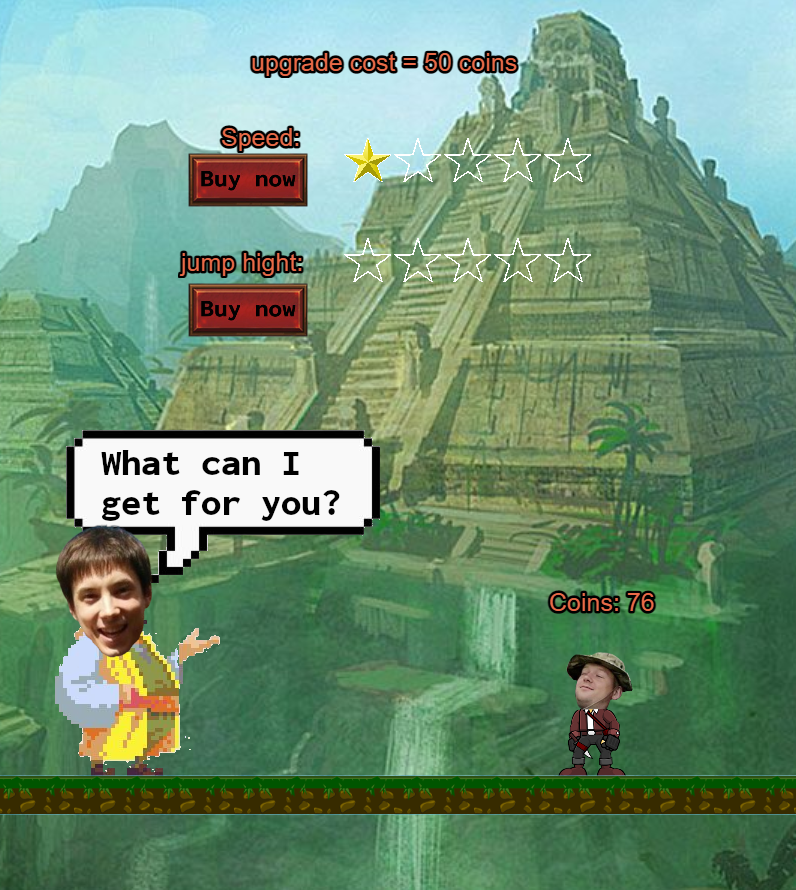 upgrade cost = 50 coins
Speed:
Buy now
jump hight:
Buy now
What can I
get for you?
Coins: 76